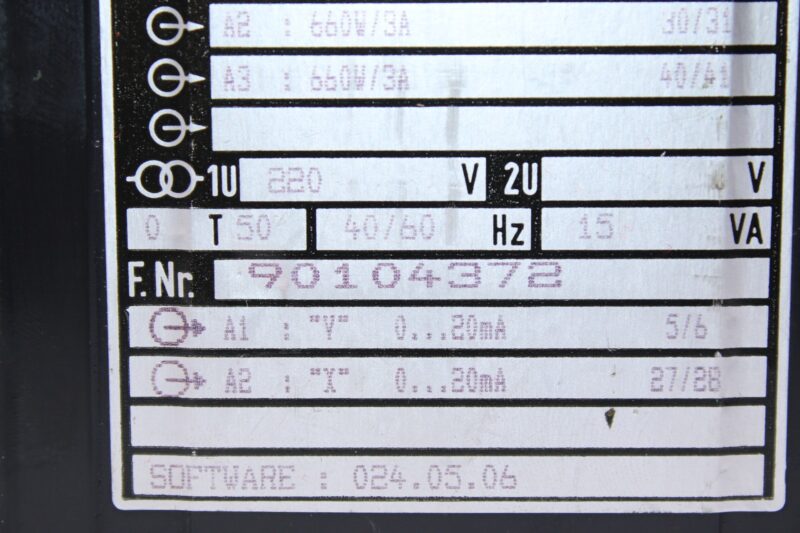 A2 : 660W/3A 30/31
A3 : 660W/3A 40/41
1U 220 V 2U V
0 T 50 40/60 Hz 15 VA
F.Nr. 90104372
A1 : "Y" 0...20mA 5/6
A2 : "X" 0...20mA 27/28
SOFTWARE : 024.05.06